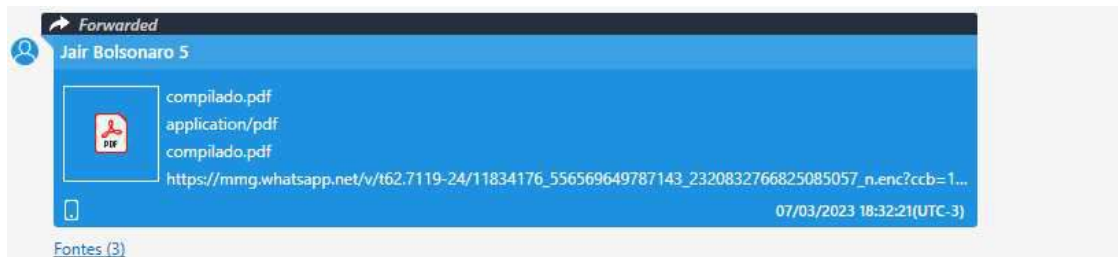 Forwarded
Jair Bolsonaro 5
compilado.pdf
application/pdf
compilado.pdf
https://mmg.whatsapp.net/v/t62.7119-24/11834176_556569649787143_2320832766825085057_n.enc?ccb=1...
PDF
07/03/2023 18:32:21(UTC-3)
Fontes (3)